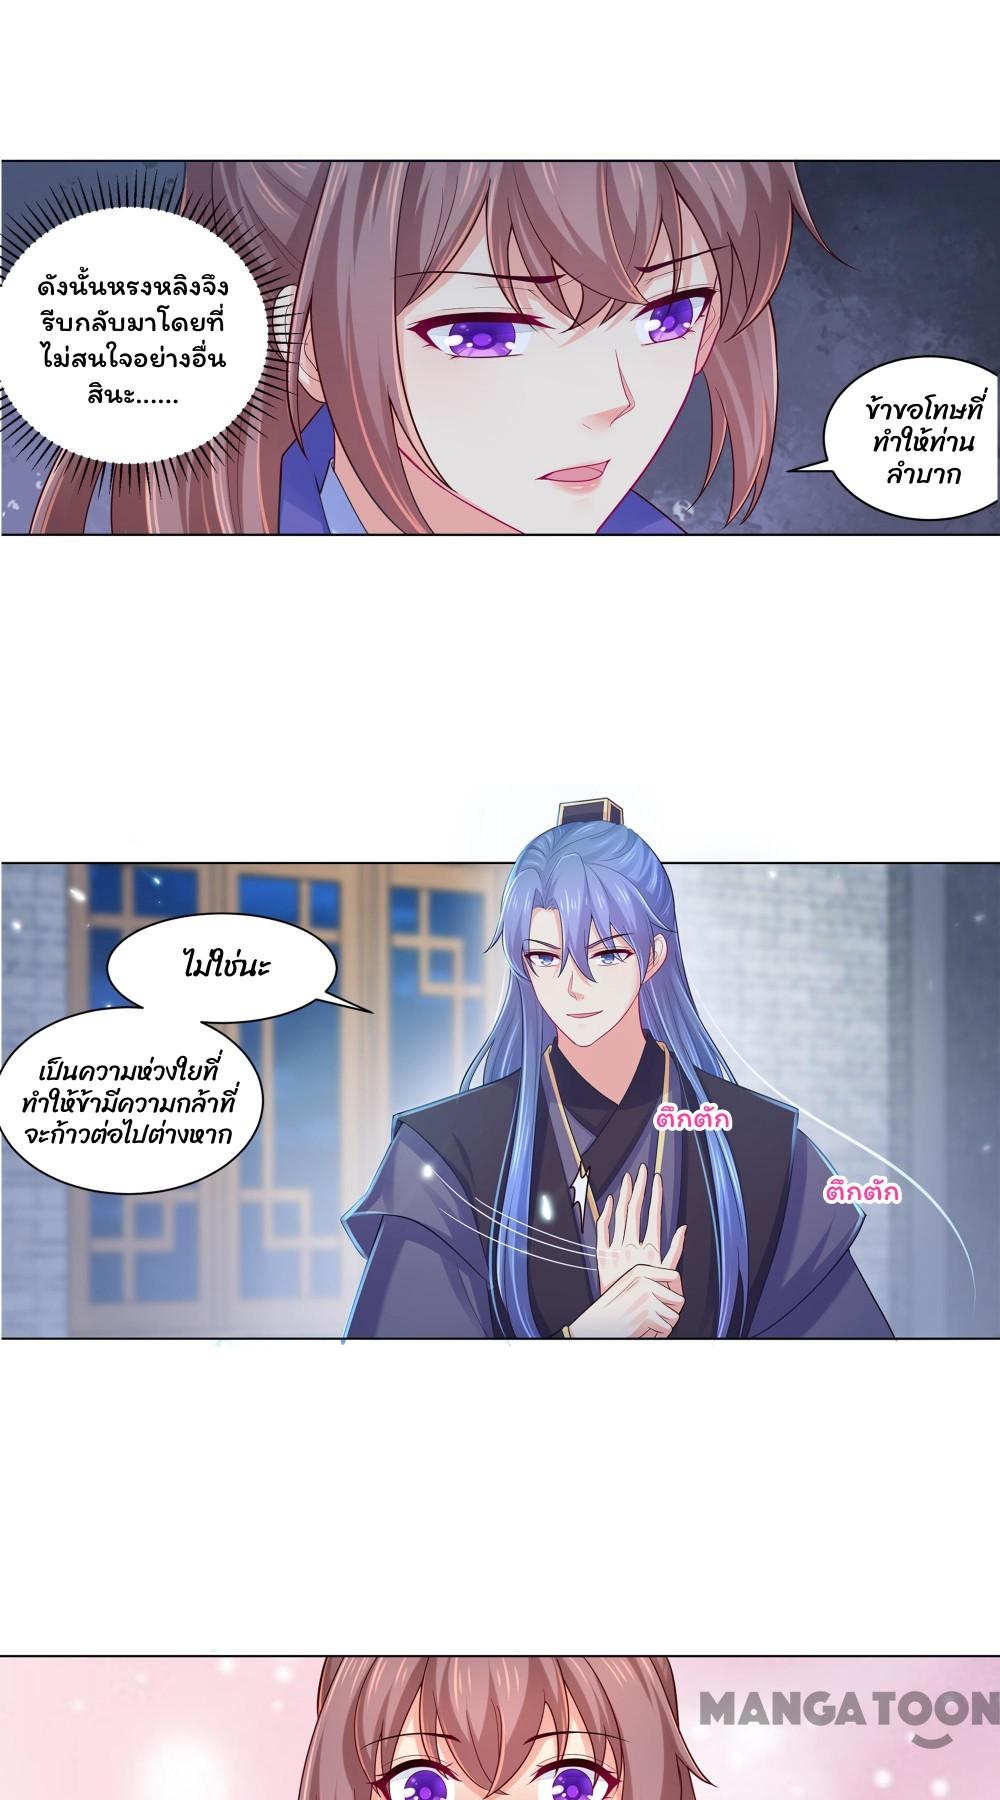 ดังนั้นหรงหลิงจึง
รีบกลับมาโดยที่
ไม่สนใจอย่างอื่น
สินะ......
ข้าขอโทษที่
ทำให้ท่าน
ลำบาก
ไม่ใช่นะ
เป็นความห่วงใยที่
ทำให้ข้ามีความกล้าที่
จะก้าวต่อไปต่างหาก
ตึกตัก
ตึกตัก
MANGATOON